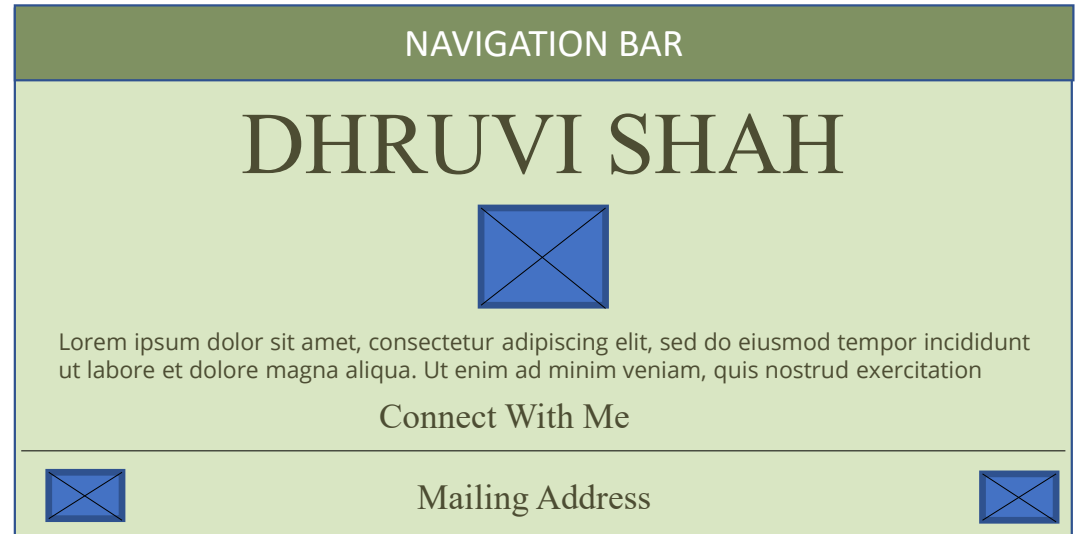 NAVIGATION BAR
DHRUVI SHAH
Lorem ipsum dolor sit amet, consectetur adipiscing elit, sed do eiusmod tempor incididunt
ut labore et dolore magna aliqua. Ut enim ad minim veniam, quis nostrud exercitation
Connect With Me
Mailing Address